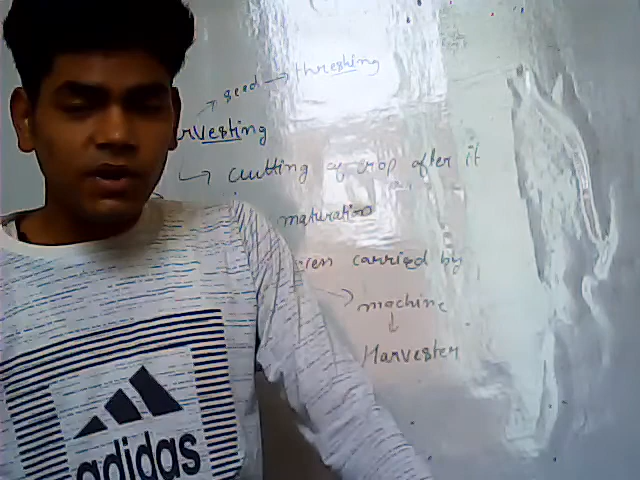 seed → threshing
rvesting
↳ cutting of crop after it
maturation
carried by
→ machine
↓
Harvester
adidas